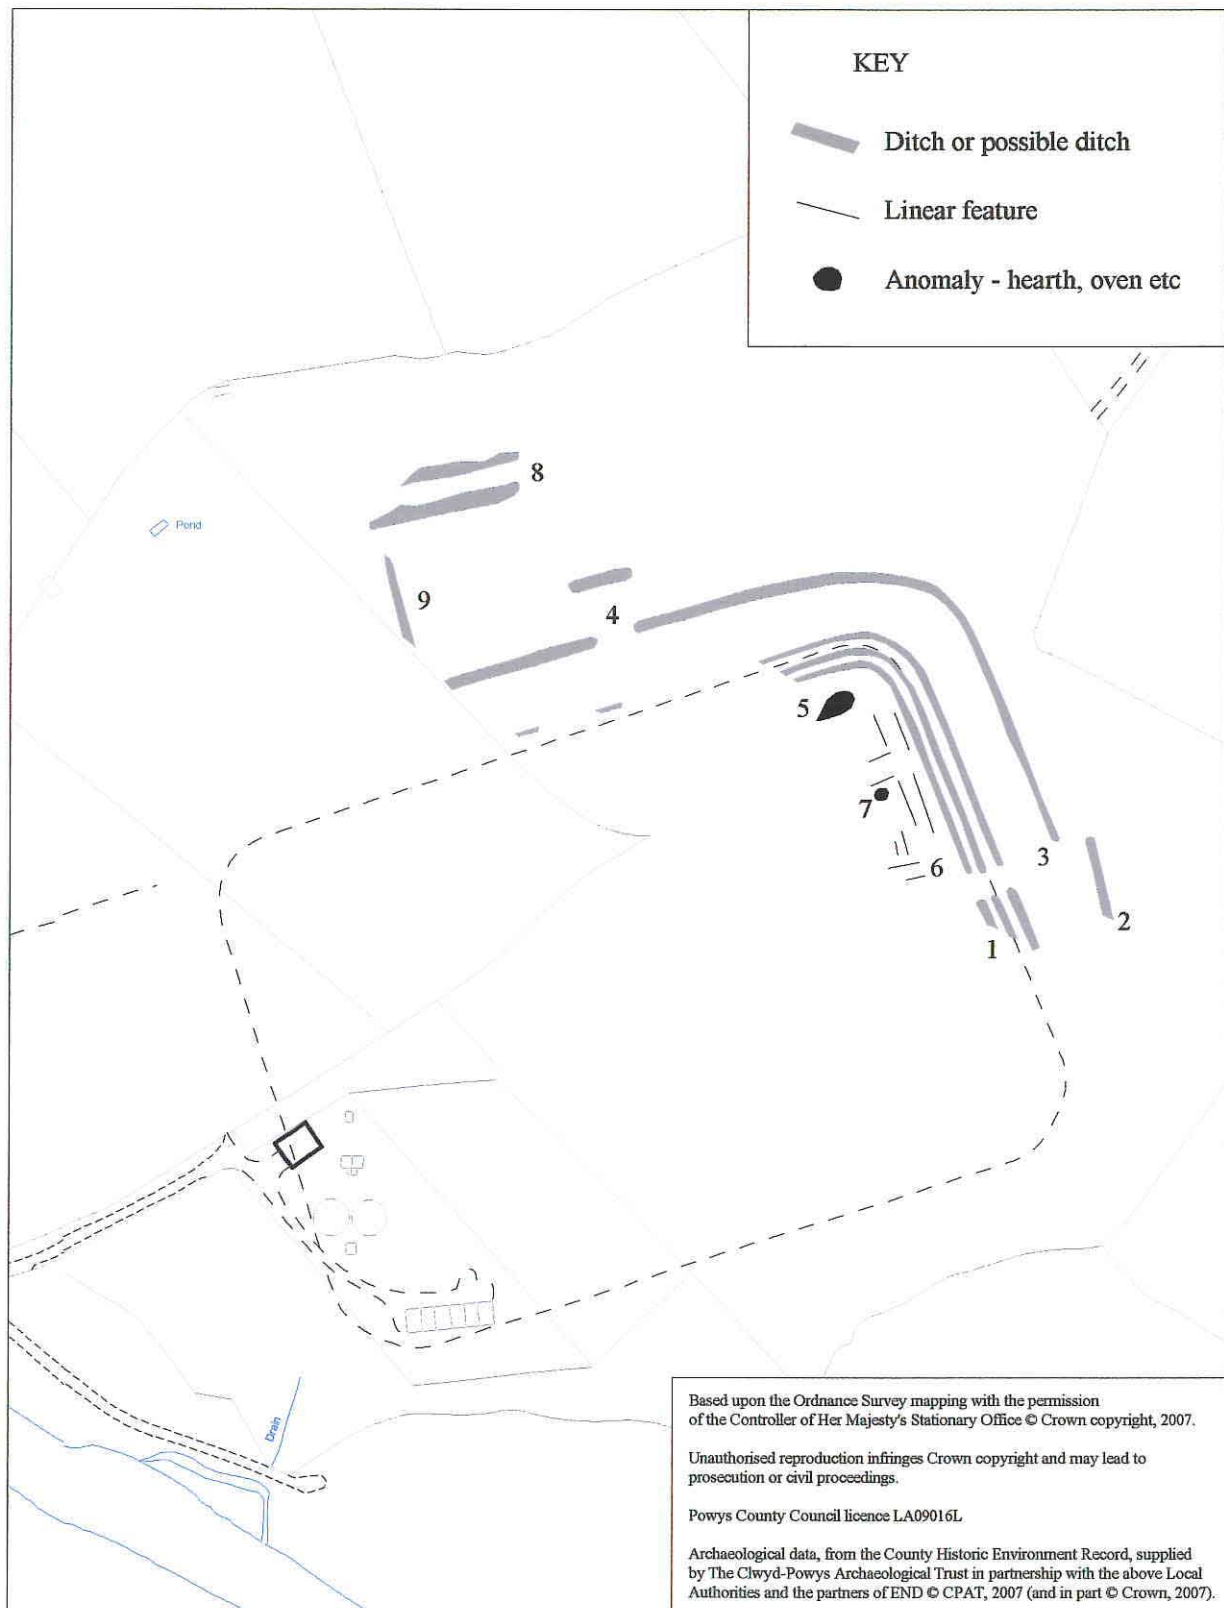 KEY
Ditch or possible ditch
Linear feature
Anomaly - hearth, oven etc
8
Pond
9
4
5
7
6
3
2
1
Drain
Based upon the Ordnance Survey mapping with the permission
of the Controller of Her Majesty's Stationary Office © Crown copyright, 2007.
Unauthorised reproduction infringes Crown copyright and may lead to
prosecution or civil proceedings.
Powys County Council licence LA09016L
Archaeological data, from the County Historic Environment Record, supplied
by The Clwyd-Powys Archaeological Trust in partnership with the above Local
Authorities and the partners of END © CPAT, 2007 (and in part © Crown, 2007).